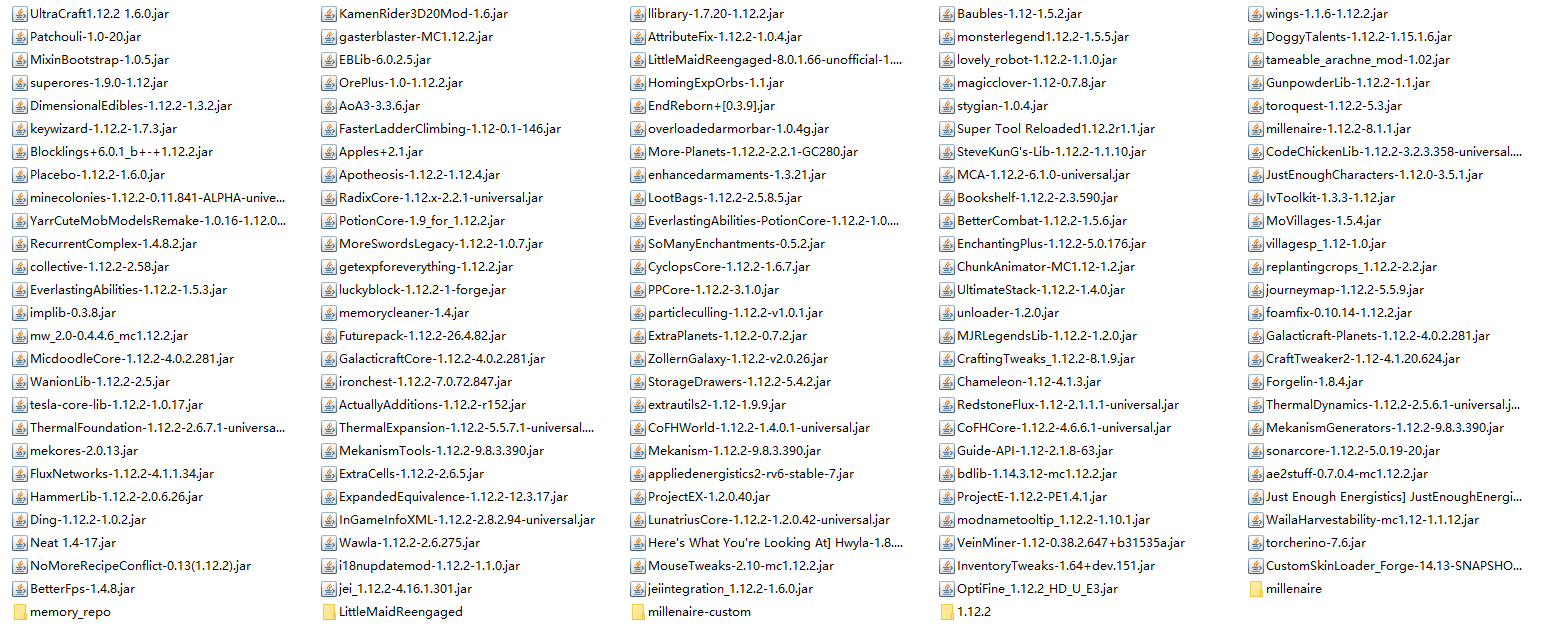 UltraCraft1.12.2 1.6.0.jar
KamenRider3D20Mod-1.6.jar
llibrary-1.7.20-1.12.2.jar
Baubles-1.12-1.5.2.jar
wings-1.1.6-1.12.2.jar
Patchouli-1.0-20.jar
gasterblaster-MC1.12.2.jar
AttributeFix-1.12.2-1.0.4.jar
monsterlegend1.12.2-1.5.5.jar
DoggyTalents-1.12.2-1.15.1.6.jar
MixinBootstrap-1.0.5.jar
EBLib-6.0.2.5.jar
LittleMaidReengaged-8.0.1.66-unofficial-1....
lovely_robot-1.12.2-1.1.0.jar
tameable_arachne_mod-1.02.jar
superores-1.9.0-1.12.jar
OrePlus-1.0-1.12.2.jar
HomingExpOrbs-1.1.jar
magicclover-1.12-0.7.8.jar
GunpowderLib-1.12.2-1.1.jar
DimensionalEdibles-1.12.2-1.3.2.jar
AoA3-3.3.6.jar
EndReborn+[0.3.9].jar
stygian-1.0.4.jar
toroquest-1.12.2-5.3.jar
keywizard-1.12.2-1.7.3.jar
FasterLadderClimbing-1.12-0.1-146.jar
overloadedarmorbar-1.0.4g.jar
Super Tool Reloaded1.12.2r1.1.jar
millenaire-1.12.2-8.1.1.jar
Blocklings+6.0.1_b+-+1.12.2.jar
Apples+2.1.jar
More-Planets-1.12.2-2.2.1-GC280.jar
SteveKunG's-Lib-1.12.2-1.1.10.jar
CodeChickenLib-1.12.2-3.2.3.358-universal....
Placebo-1.12.2-1.6.0.jar
Apotheosis-1.12.2-1.12.4.jar
enhancedarmaments-1.3.21.jar
MCA-1.12.2-6.1.0-universal.jar
JustEnoughCharacters-1.12.0-3.5.1.jar
minecolonies-1.12.2-0.11.841-ALPHA-unive...
RadixCore-1.12.x-2.2.1-universal.jar
LootBags-1.12.2-2.5.8.5.jar
Bookshelf-1.12.2-2.3.590.jar
IvToolkit-1.3.3-1.12.jar
YarrCuteMobModelsRemake-1.0.16-1.12.0...
PotionCore-1.9_for_1.12.2.jar
EverlastingAbilities-PotionCore-1.12.2-1.0....
BetterCombat-1.12.2-1.5.6.jar
MoVillages-1.5.4.jar
RecurrentComplex-1.4.8.2.jar
MoreSwordsLegacy-1.12.2-1.0.7.jar
SoManyEnchantments-0.5.2.jar
EnchantingPlus-1.12.2-5.0.176.jar
villagesp_1.12-1.0.jar
collective-1.12.2-2.58.jar
getexpforeverything-1.12.2.jar
CyclopsCore-1.12.2-1.6.7.jar
ChunkAnimator-MC1.12-1.2.jar
replantingcrops_1.12.2-2.2.jar
EverlastingAbilities-1.12.2-1.5.3.jar
luckyblock-1.12.2-1-forge.jar
PPCore-1.12.2-3.1.0.jar
UltimateStack-1.12.2-1.4.0.jar
journeymap-1.12.2-5.5.9.jar
implib-0.3.8.jar
memorycleaner-1.4.jar
particleculling-1.12.2-v1.0.1.jar
unloader-1.2.0.jar
foamfix-0.10.14-1.12.2.jar
mw_2.0-0.4.4.6_mc1.12.2.jar
Futurepack-1.12.2-26.4.82.jar
ExtraPlanets-1.12.2-0.7.2.jar
MJRLegendsLib-1.12.2-1.2.0.jar
Galacticraft-Planets-1.12.2-4.0.2.281.jar
MicdoodleCore-1.12.2-4.0.2.281.jar
GalacticraftCore-1.12.2-4.0.2.281.jar
ZollernGalaxy-1.12.2-v2.0.26.jar
CraftingTweaks_1.12.2-8.1.9.jar
CraftTweaker2-1.12-4.1.20.624.jar
WanionLib-1.12.2-2.5.jar
ironchest-1.12.2-7.0.72.847.jar
StorageDrawers-1.12.2-5.4.2.jar
Chameleon-1.12-4.1.3.jar
Forgelin-1.8.4.jar
tesla-core-lib-1.12.2-1.0.17.jar
ActuallyAdditions-1.12.2-r152.jar
extrautils2-1.12-1.9.9.jar
RedstoneFlux-1.12-2.1.1.1-universal.jar
ThermalDynamics-1.12.2-2.5.6.1-universal.j...
ThermalFoundation-1.12.2-2.6.7.1-universa...
ThermalExpansion-1.12.2-5.5.7.1-universal....
CoFHWorld-1.12.2-1.4.0.1-universal.jar
CoFHCore-1.12.2-4.6.6.1-universal.jar
MekanismGenerators-1.12.2-9.8.3.390.jar
mekores-2.0.13.jar
MekanismTools-1.12.2-9.8.3.390.jar
Mekanism-1.12.2-9.8.3.390.jar
Guide-API-1.12-2.1.8-63.jar
sonarcore-1.12.2-5.0.19-20.jar
FluxNetworks-1.12.2-4.1.1.34.jar
ExtraCells-1.12.2-2.6.5.jar
appliedenergistics2-rv6-stable-7.jar
bdlib-1.14.3.12-mc1.12.2.jar
ae2stuff-0.7.0.4-mc1.12.2.jar
HammerLib-1.12.2-2.0.6.26.jar
ExpandedEquivalence-1.12.2-12.3.17.jar
ProjectEX-1.2.0.40.jar
ProjectE-1.12.2-PE1.4.1.jar
Just Enough Energistics] JustEnoughEnergi...
Ding-1.12.2-1.0.2.jar
InGameInfoXML-1.12.2-2.8.2.94-universal.jar
LunatriusCore-1.12.2-1.2.0.42-universal.jar
modnametooltip_1.12.2-1.10.1.jar
WailaHarvestability-mc1.12-1.1.12.jar
Neat 1.4-17.jar
Wawla-1.12.2-2.6.275.jar
Here's What You're Looking At] Hwyla-1.8....
VeinMiner-1.12-0.38.2.647+b31535a.jar
torcherino-7.6.jar
NoMoreRecipeConflict-0.13(1.12.2).jar
i18nupdatemod-1.12.2-1.1.0.jar
MouseTweaks-2.10-mc1.12.2.jar
InventoryTweaks-1.64+dev.151.jar
CustomSkinLoader_Forge-14.13-SNAPSHO...
BetterFps-1.4.8.jar
jei_1.12.2-4.16.1.301.jar
jeiintegration_1.12.2-1.6.0.jar
OptiFine_1.12.2_HD_U_E3.jar
millenaire
memory_repo
LittleMaidReengaged
millenaire-custom
1.12.2